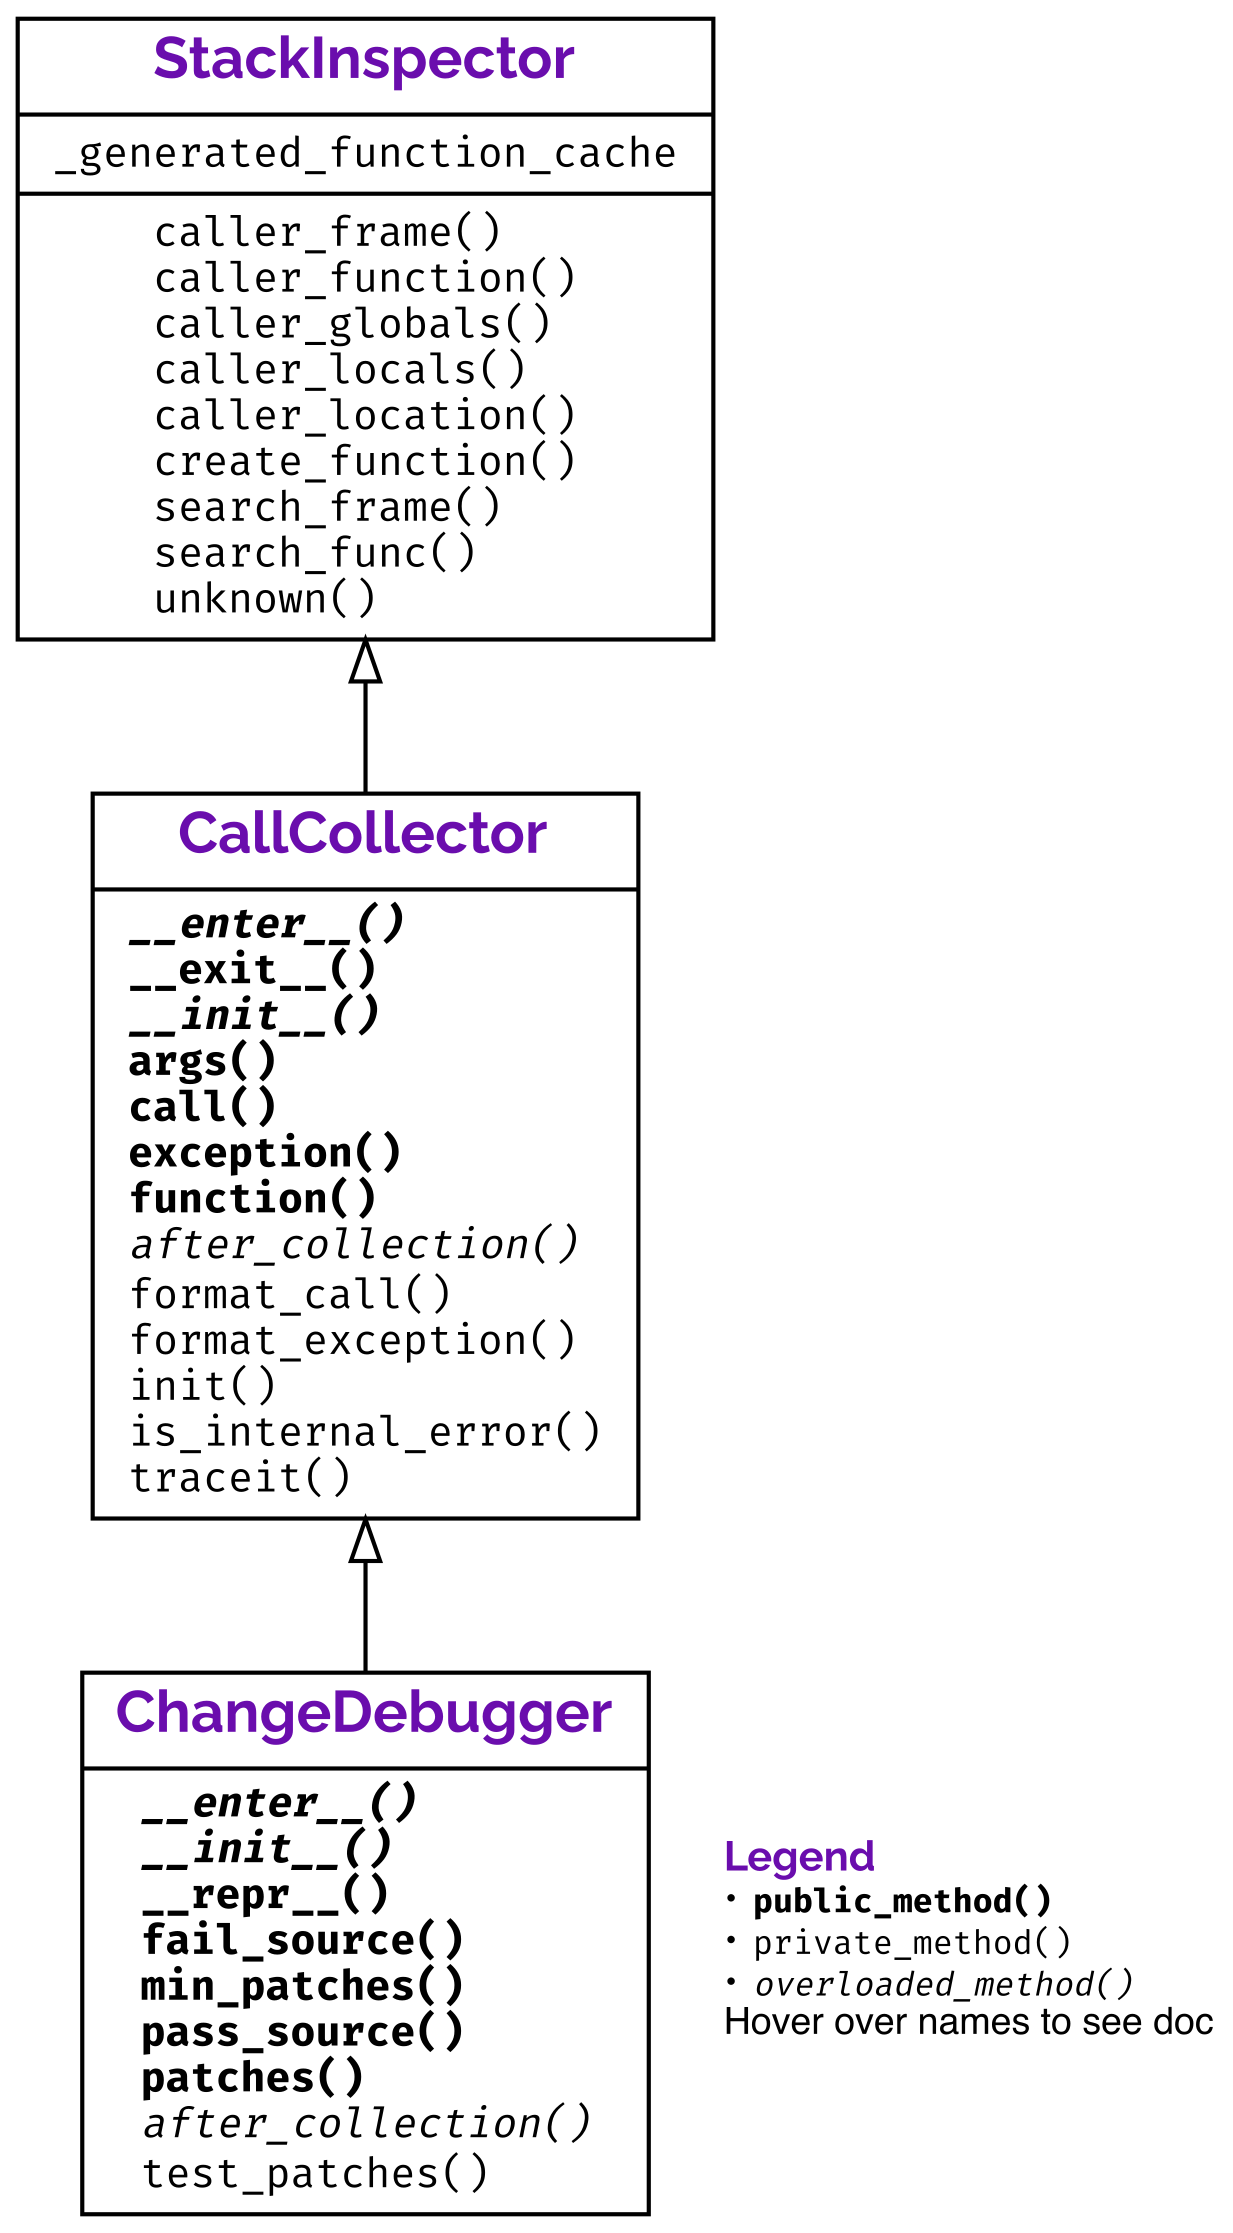 StackInspector
_generated_function_cache
caller_frame()
caller_function()
caller_globals()
caller_locals()
caller_location()
create_function()
search_frame()
search_func()
unknown()
CallCollector
__enter__()
__exit__()
__init__()
args()
call()
exception()
function()
after_collection()
format_call()
format_exception()
init()
is_internal_error()
traceit()
ChangeDebugger
__enter__()
__init__()
__repr__()
fail_source()
min_patches()
pass_source()
patches()
after_collection()
test_patches()
Legend
• public_method()
• private_method()
• overloaded_method()
Hover over names to see doc